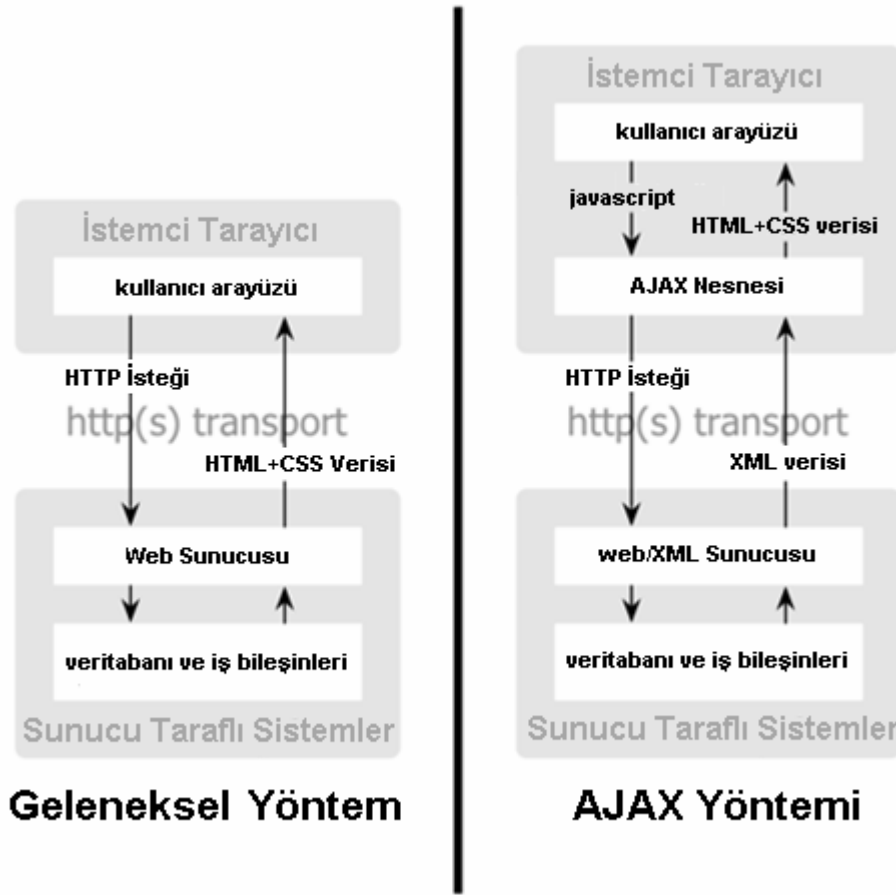 İstemci Tarayıcı
kullanıcı arayüzü
HTTP İsteği
http(s) transport
HTML+CSS Verisi
Web Sunucusu
veritabanı ve iş bileşinleri
Sunucu Taraflı Sistemler
Geleneksel Yöntem
İstemci Tarayıcı
kullanıcı arayüzü
javascript
HTML+CSS verisi
AJAX Nesnesi
HTTP İsteği
http(s) transport
XML verisi
web/XML Sunucusu
veritabanı ve iş bileşinleri
Sunucu Taraflı Sistemler
AJAX Yöntemi